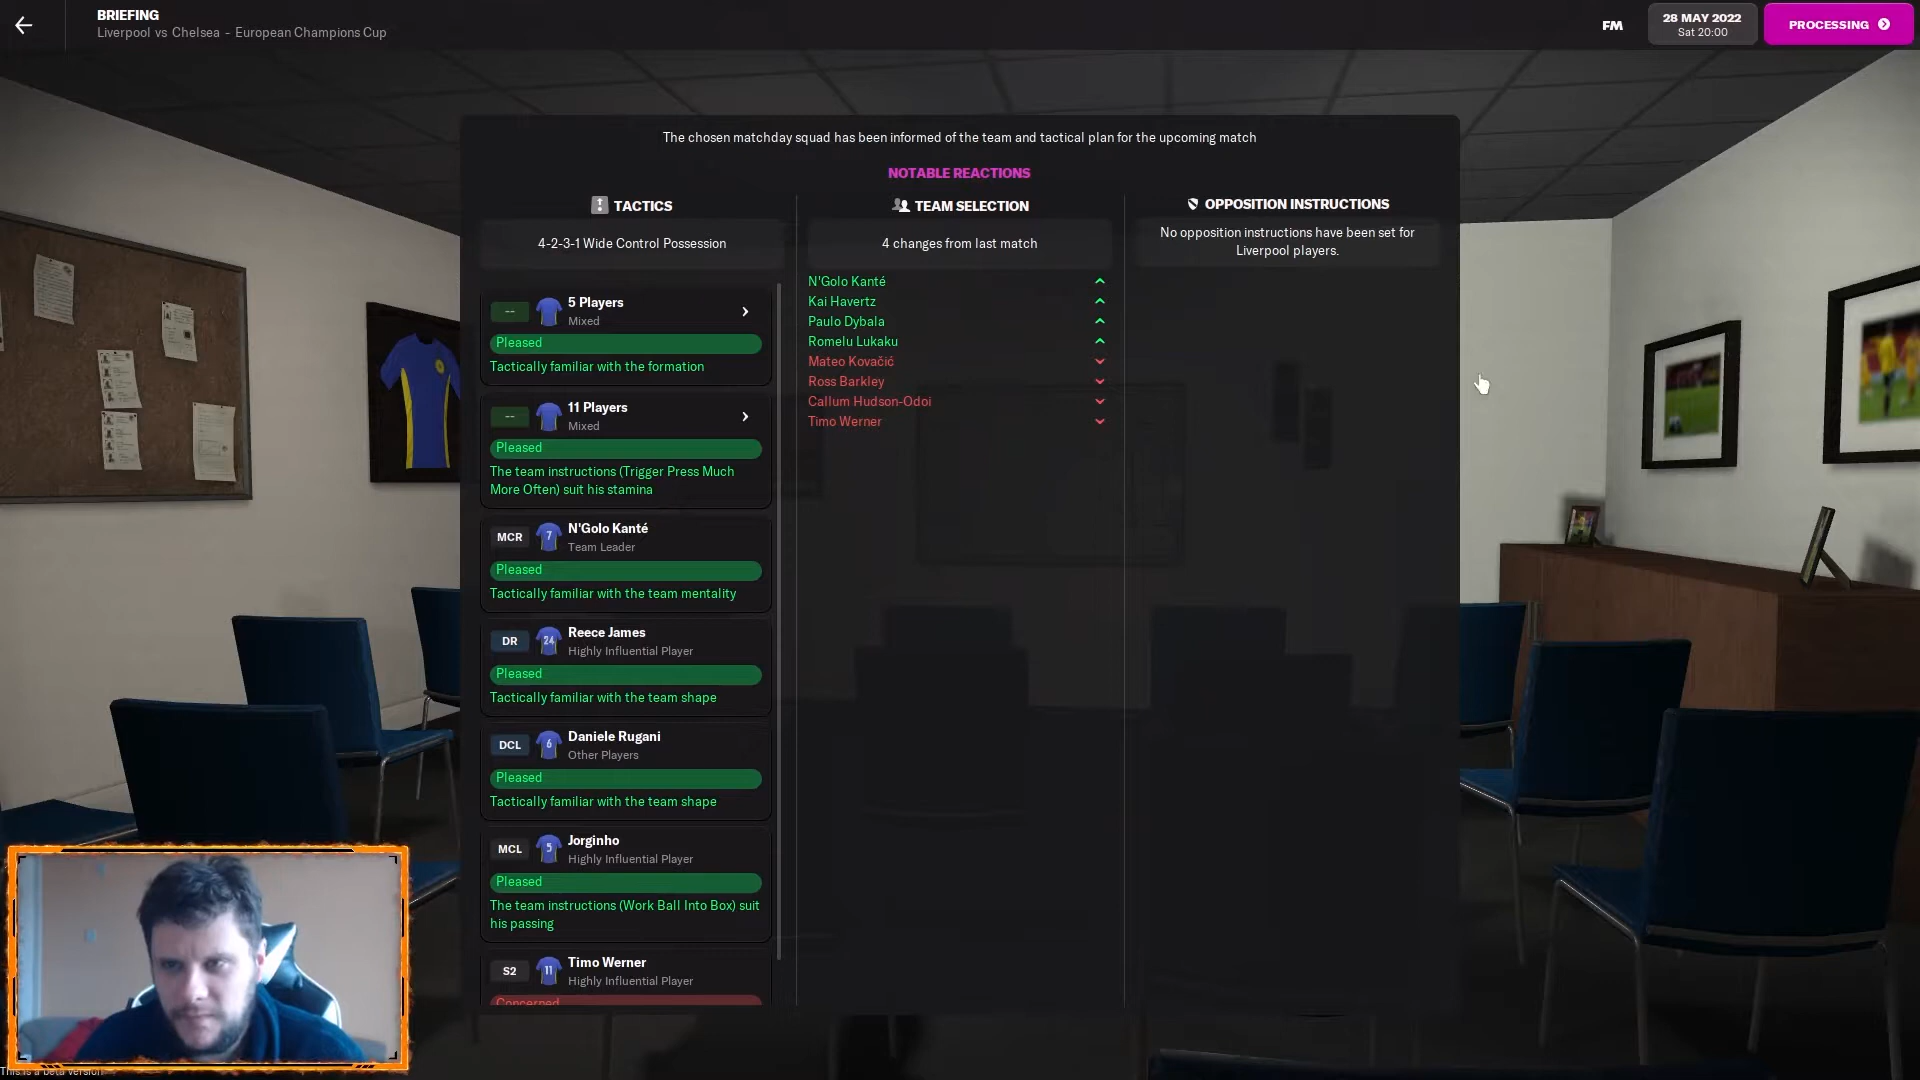 BRIEFING
Liverpool vs Chelsea - European Champions Cup
FM
28 MAY 2022
Sat 20:00
PROCESSING
The chosen matchday squad has been informed of the team and tactical plan for the upcoming match
NOTABLE REACTIONS
TACTICS
4-2-3-1 Wide Control Possession
-- 5 Players
Mixed
Pleased
Tactically familiar with the formation
-- 11 Players
Mixed
Pleased
The team instructions (Trigger Press Much
More Often) suit his stamina
MCR 7 N'Golo Kanté
Team Leader
Pleased
Tactically familiar with the team mentality
DR 24 Reece James
Highly Influential Player
Pleased
Tactically familiar with the team shape
DCL 6 Daniele Rugani
Other Players
Pleased
Tactically familiar with the team shape
MCL 5 Jorginho
Highly Influential Player
Pleased
The team instructions (Work Ball Into Box) suit
his passing
S2 11 Timo Werner
Highly Influential Player
Concerned
TEAM SELECTION
4 changes from last match
N'Golo Kanté
Kai Havertz
Paulo Dybala
Romelu Lukaku
Mateo Kovačić
Ross Barkley
Callum Hudson-Odoi
Timo Werner
OPPOSITION INSTRUCTIONS
No opposition instructions have been set for
Liverpool players.
This is a beta version